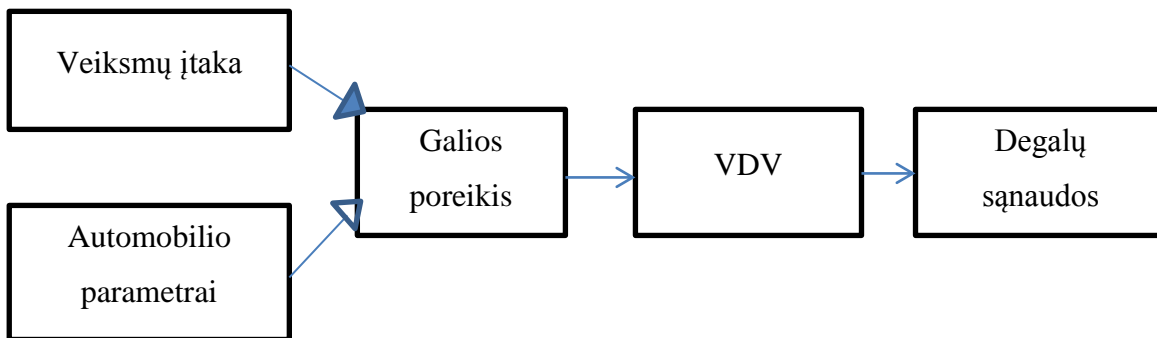 Veiksmų įtaka
Automobilio
parametrai
Galios
poreikis
VDV
Degalų
sąnaudos